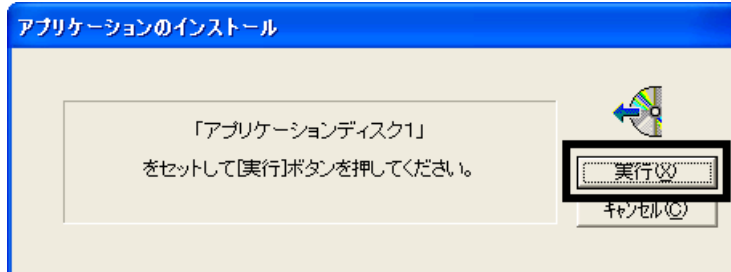 アプリケーションのインストール
「アプリケーションディスク1」
をセットして[実行]ボタンを押してください。
実行(X)
キャンセル(C)